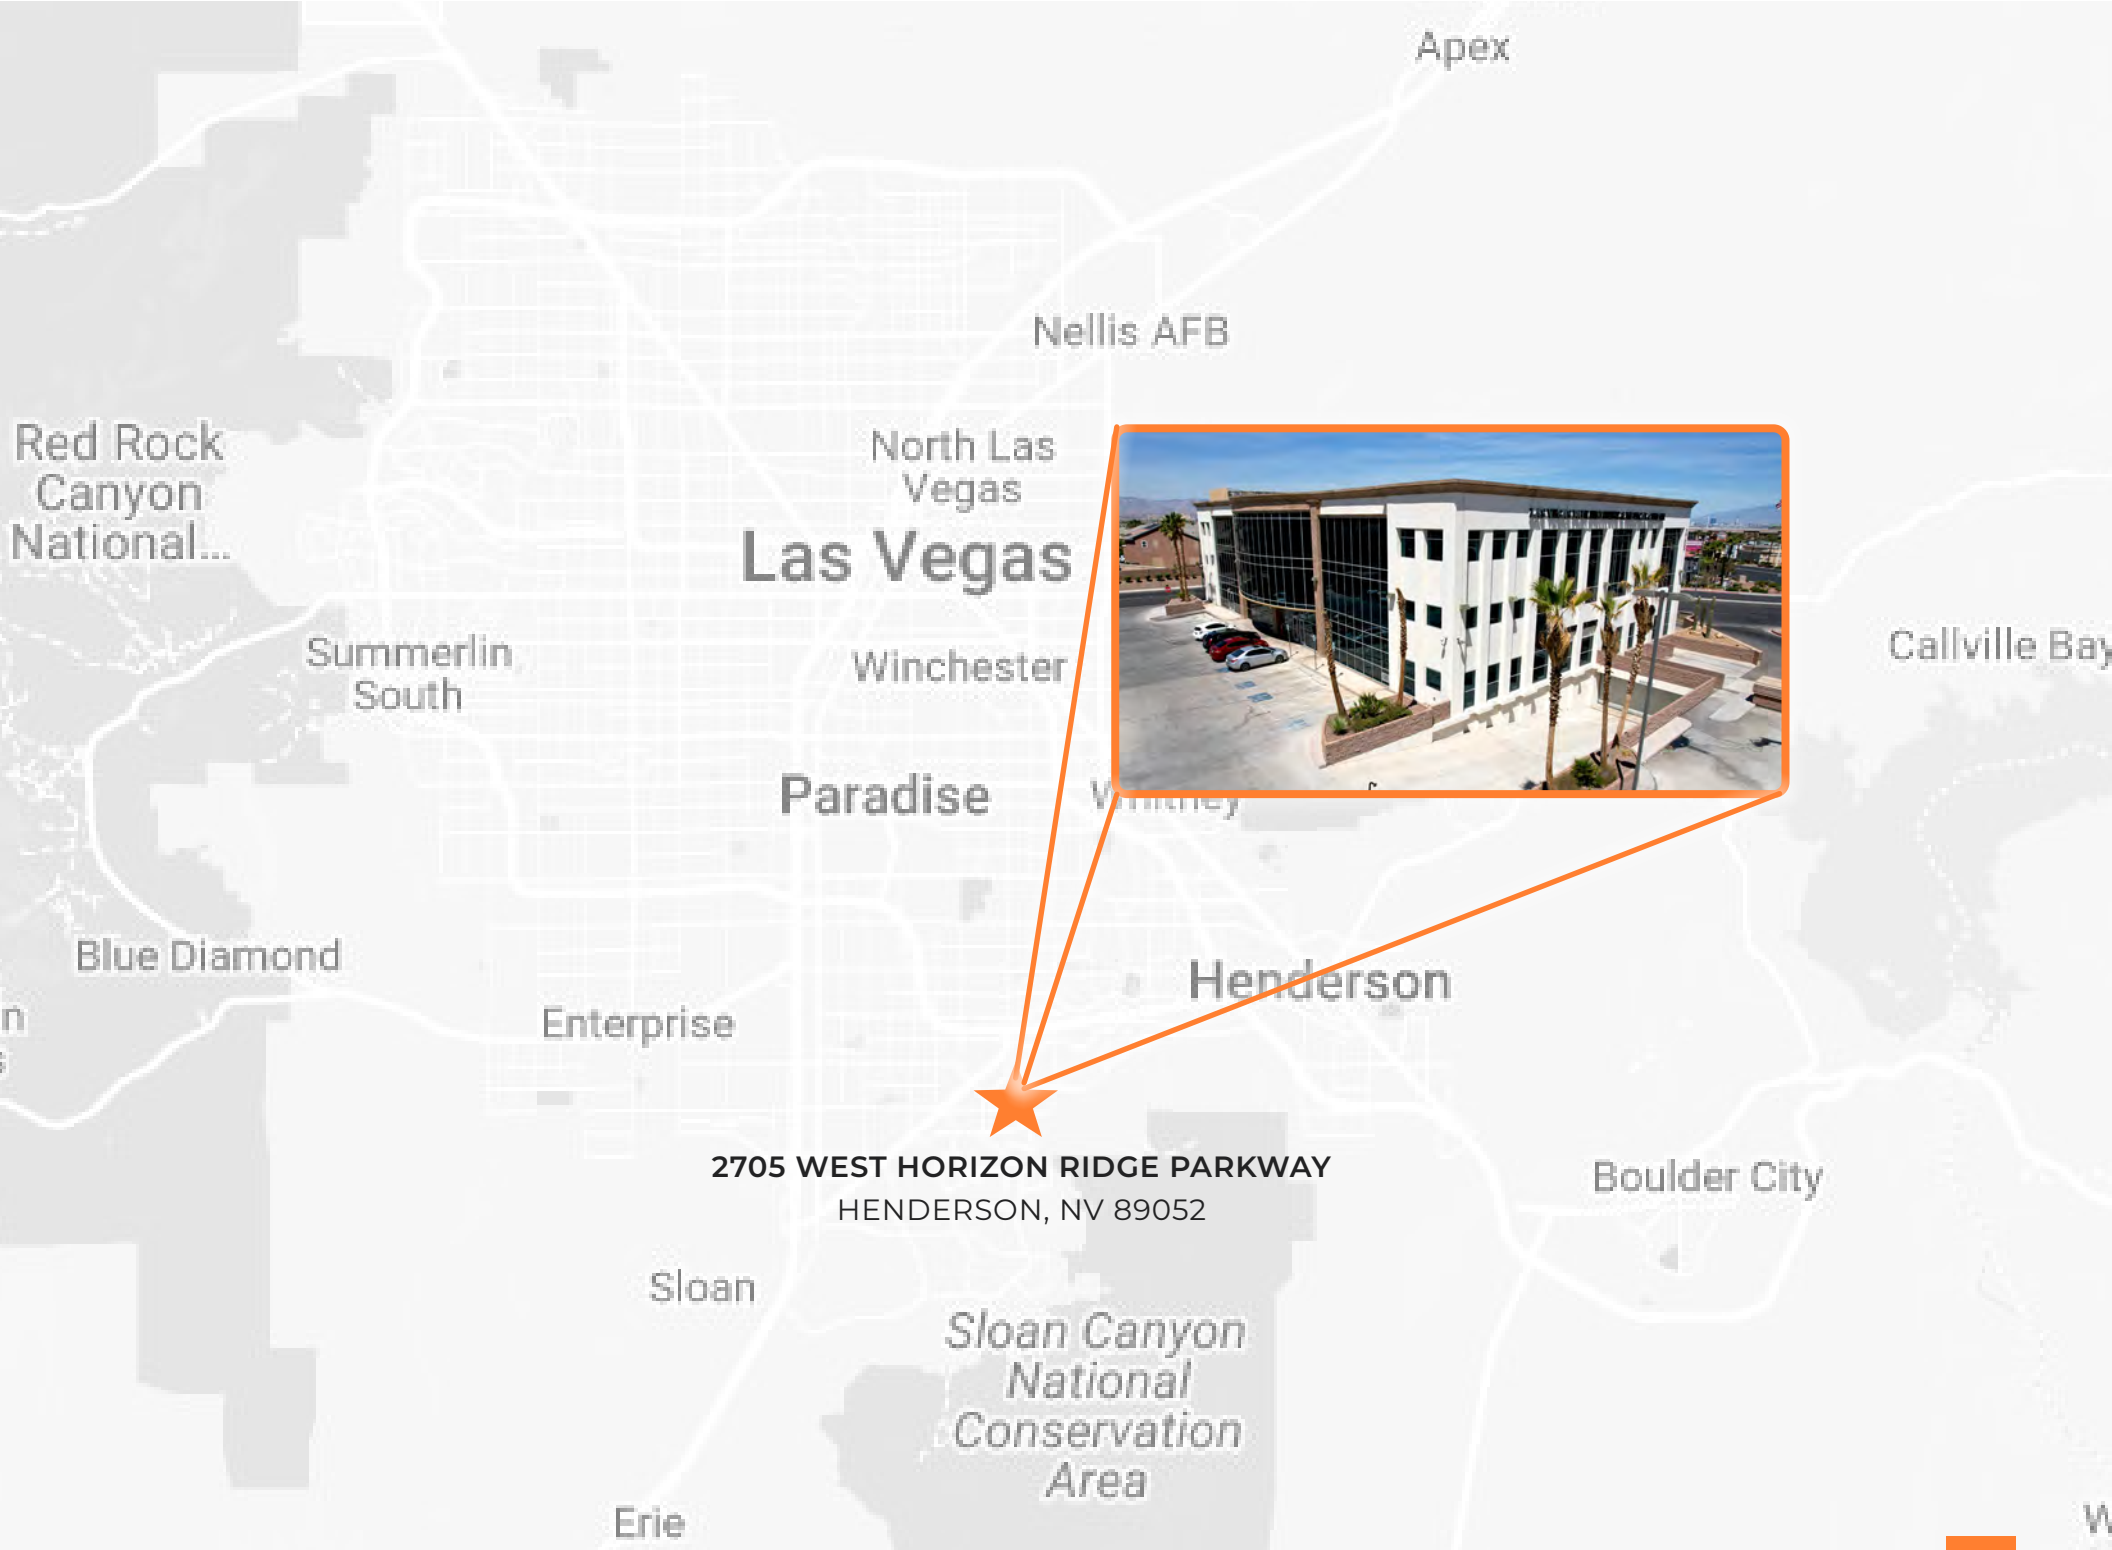 Apex
Nellis AFB
Red Rock
Canyon
National...
North Las
Vegas
Las Vegas
Summerlin
South
Winchester
Callville Bay
Paradise
Whitney
Blue Diamond
Henderson
Enterprise
2705 WEST HORIZON RIDGE PARKWAY
HENDERSON, NV 89052
Boulder City
Sloan
Sloan Canyon
National
Conservation
Area
Erie